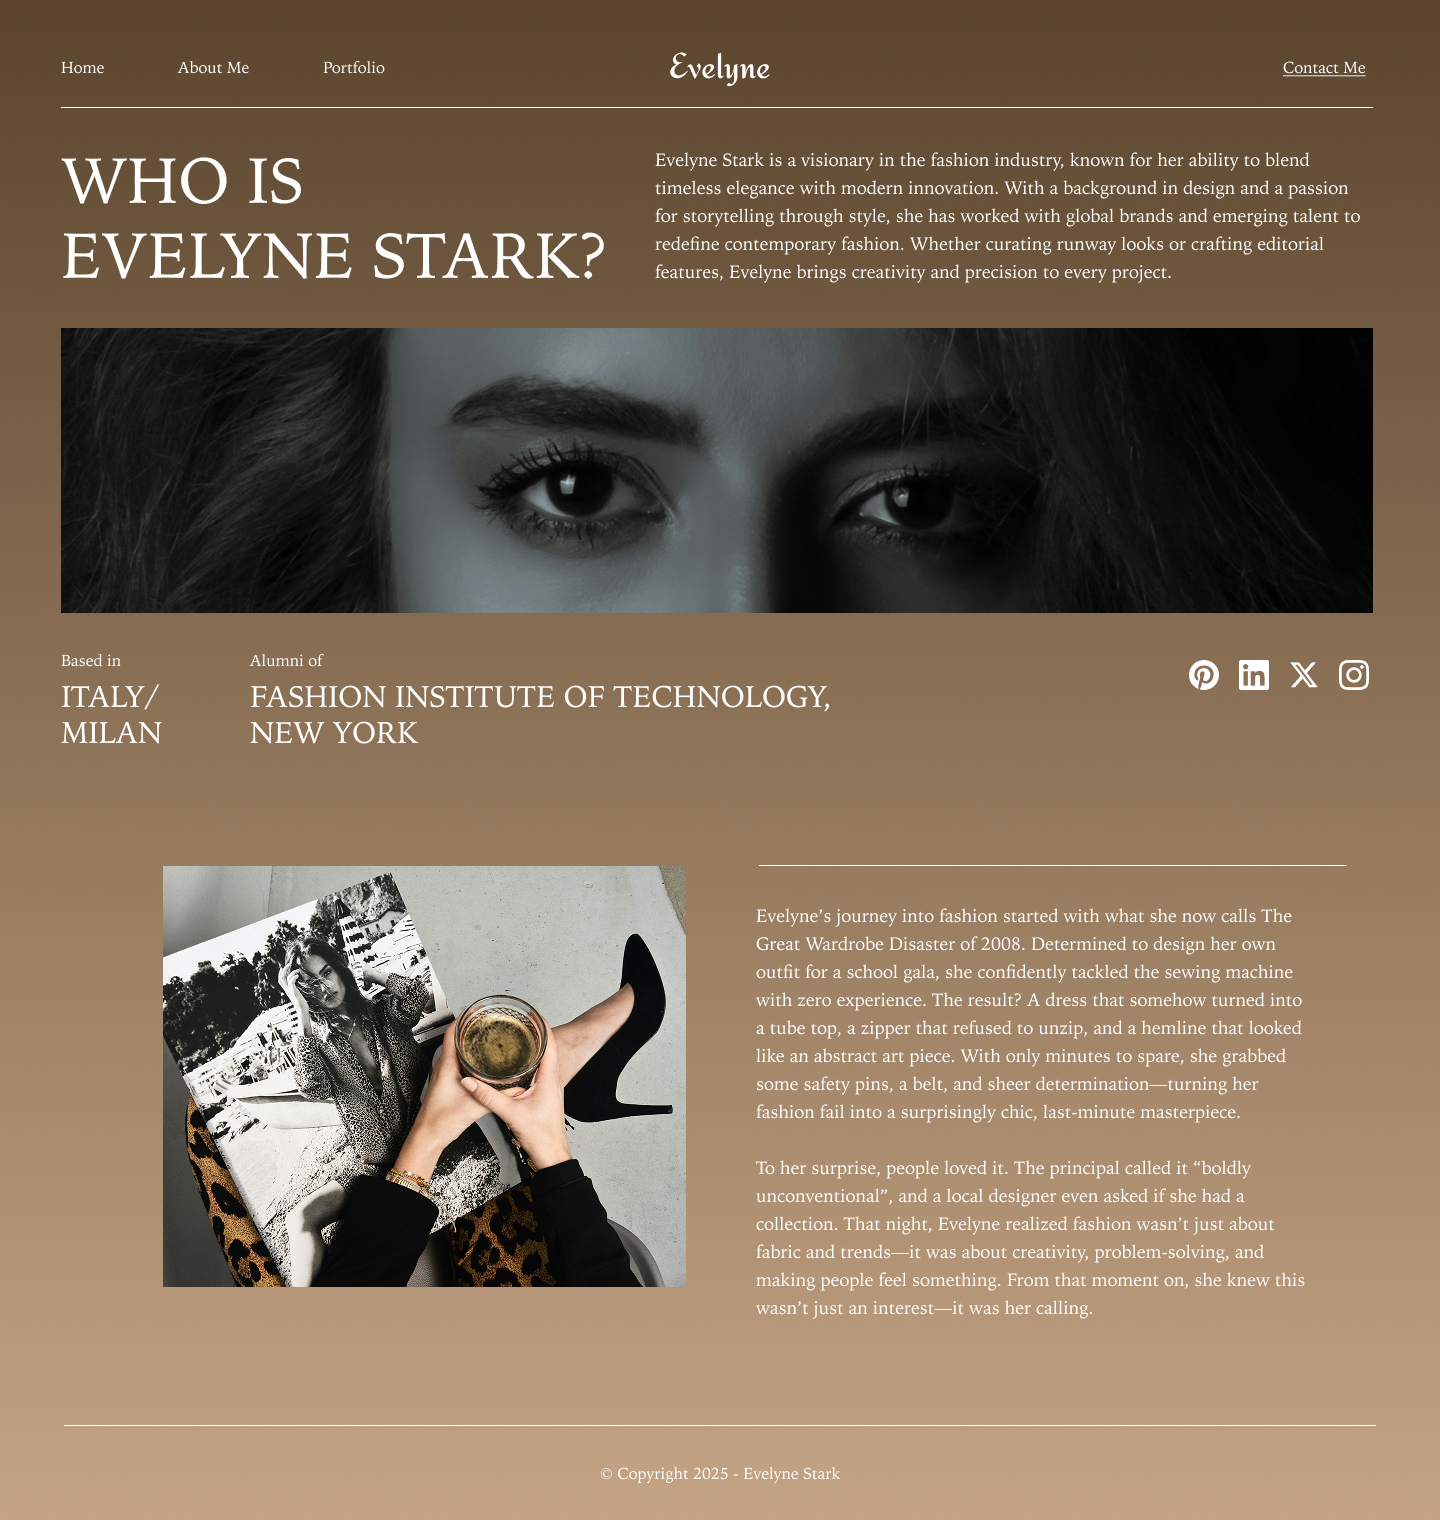 Home
About Me
Portfolio
Evelyne
Contact Me
WHO IS
EVELYNE STARK?
Evelyne Stark is a visionary in the fashion industry, known for her ability to blend
timeless elegance with modern innovation. With a background in design and a passion
for storytelling through style, she has worked with global brands and emerging talent to
redefine contemporary fashion. Whether curating runway looks or crafting editorial
features, Evelyne brings creativity and precision to every project.
Based in
ITALY/
MILAN
Alumni of
FASHION INSTITUTE OF TECHNOLOGY,
NEW YORK
in
X
Evelyne’s journey into fashion started with what she now calls The
Great Wardrobe Disaster of 2008. Determined to design her own
outfit for a school gala, she confidently tackled the sewing machine
with zero experience. The result? A dress that somehow turned into
a tube top, a zipper that refused to unzip, and a hemline that looked
like an abstract art piece. With only minutes to spare, she grabbed
some safety pins, a belt, and sheer determination—turning her
fashion fail into a surprisingly chic, last-minute masterpiece.
To her surprise, people loved it. The principal called it “boldly
unconventional”, and a local designer even asked if she had a
collection. That night, Evelyne realized fashion wasn’t just about
fabric and trends—it was about creativity, problem-solving, and
making people feel something. From that moment on, she knew this
wasn’t just an interest—it was her calling.
© Copyright 2025 - Evelyne Stark